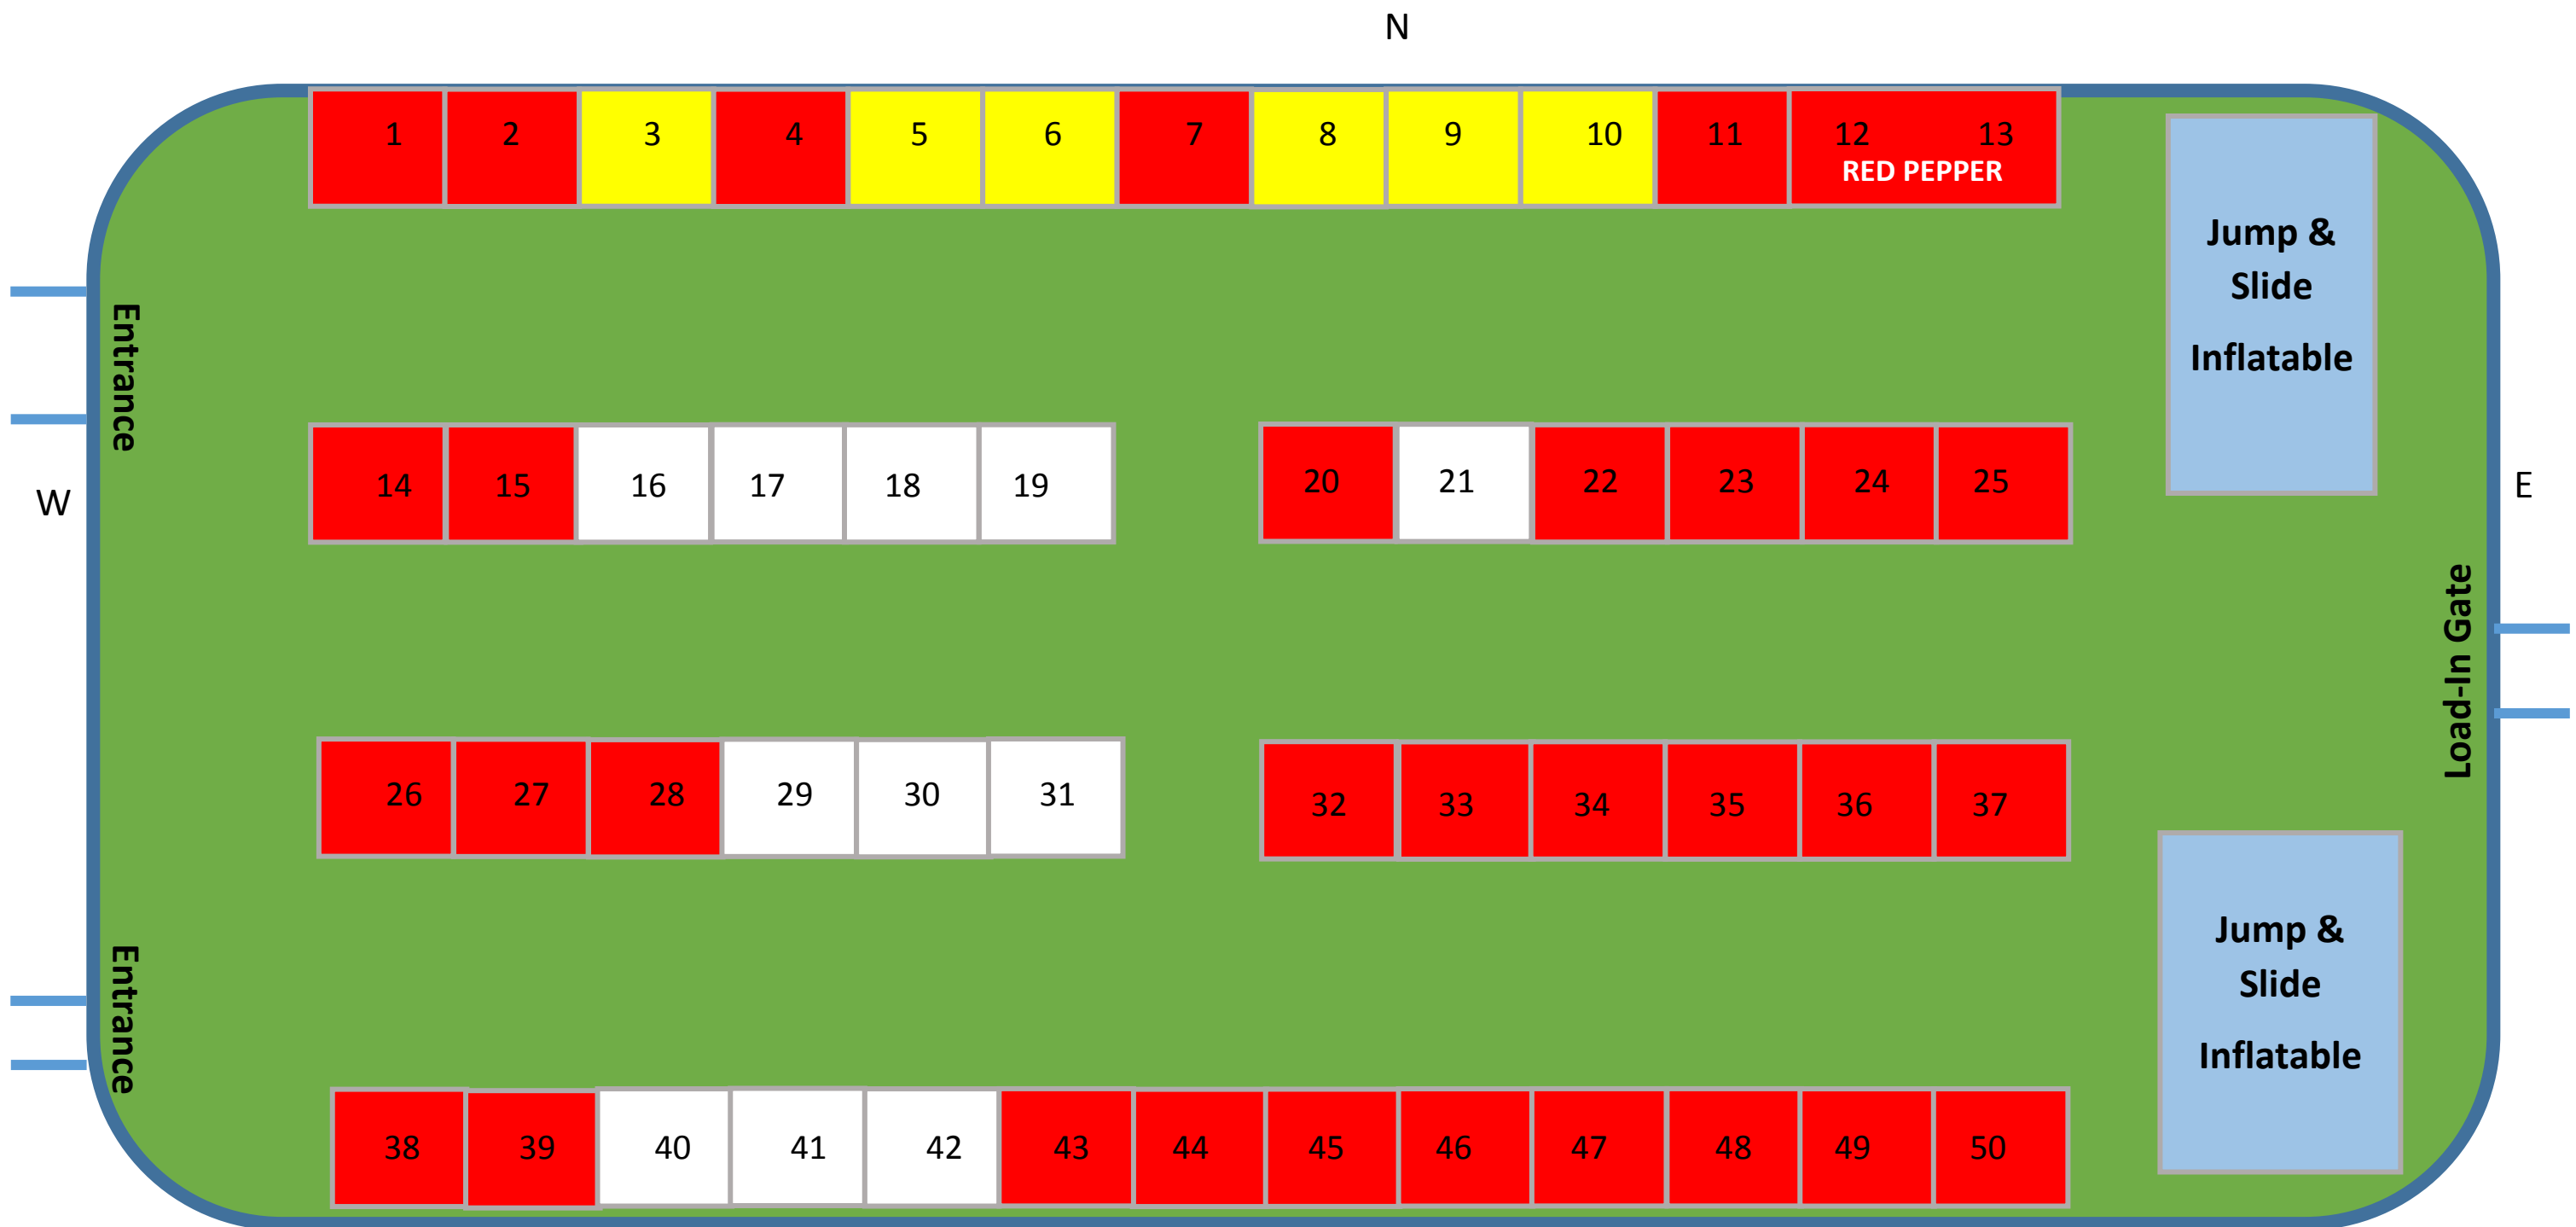 N
1 2 3 4 5 6 7 8 9 10 11 12 13
RED PEPPER
Jump &
Slide
Inflatable
Entrance
W
14 15 16 17 18 19 20 21 22 23 24 25
E
Load-In Gate
26 27 28 29 30 31 32 33 34 35 36 37
Jump &
Slide
Inflatable
Entrance
38 39 40 41 42 43 44 45 46 47 48 49 50